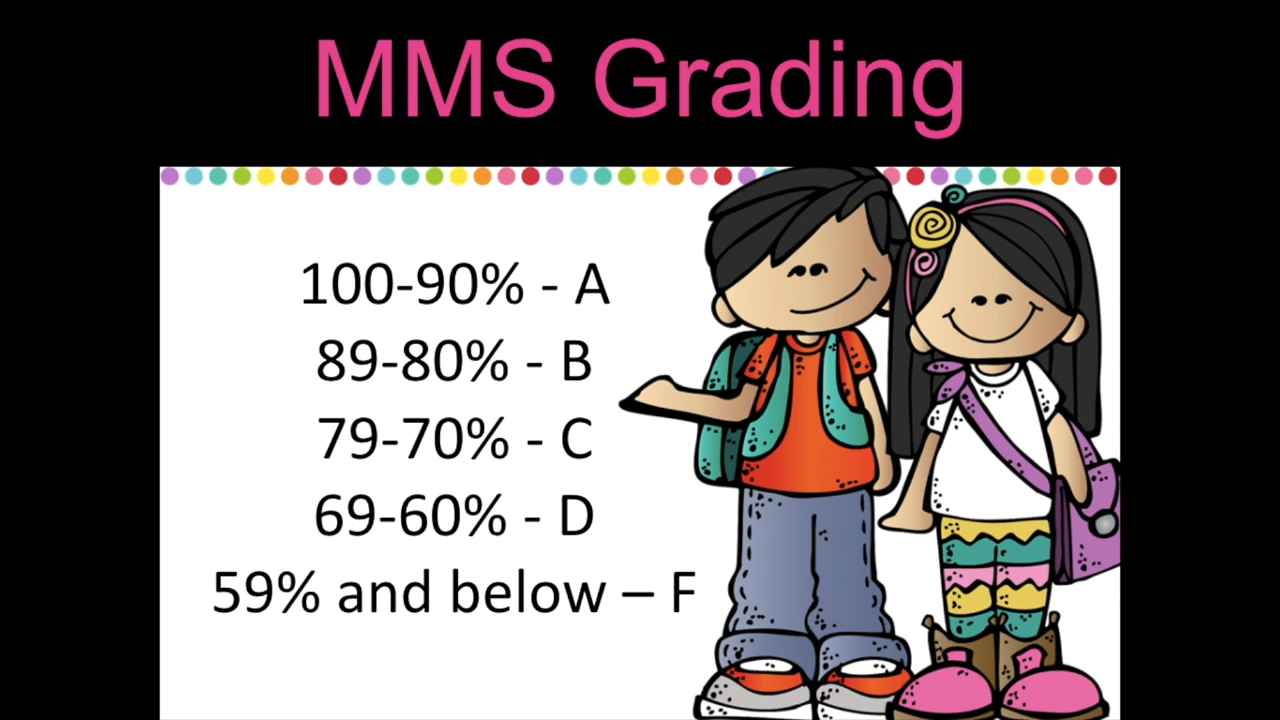 MMS Grading
100-90% - A
89-80% - B
79-70% - C
69-60% - D
59% and below – F